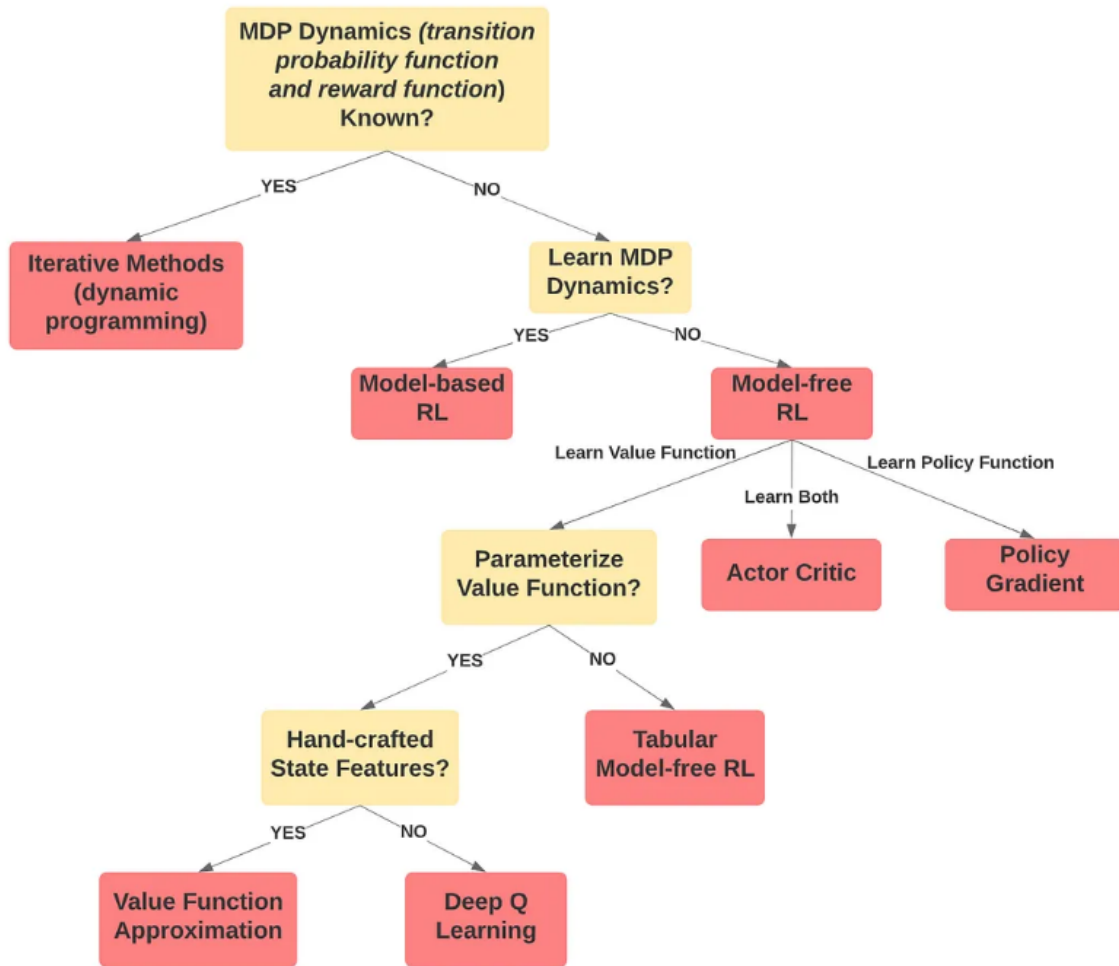 MDP Dynamics (transition
probability function
and reward function)
Known?
YES
NO
Iterative Methods
(dynamic
programming)
Learn MDP
Dynamics?
YES
NO
Model-based
RL
Model-free
RL
Learn Value Function
Learn Policy Function
Learn Both
Parameterize
Value Function?
Actor Critic
Policy
Gradient
YES
NO
Hand-crafted
State Features?
Tabular
Model-free RL
YES
NO
Value Function
Approximation
Deep Q
Learning